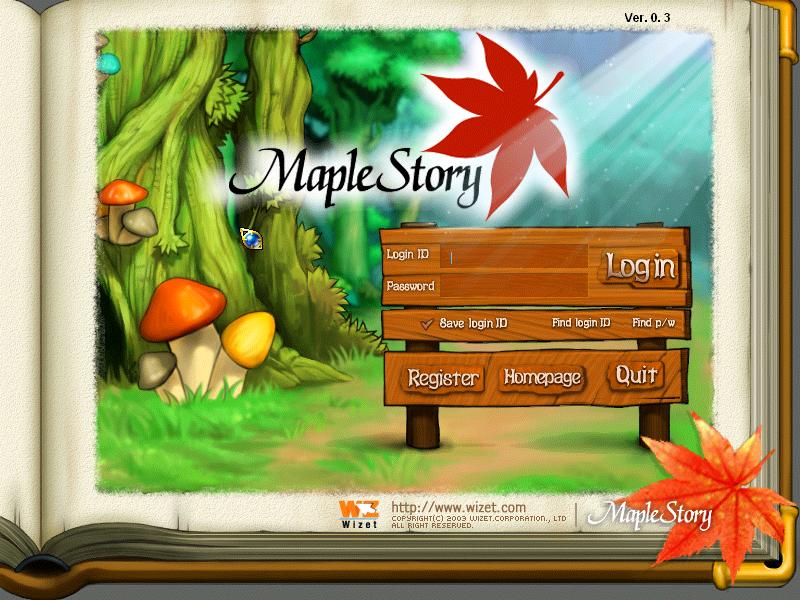 Ver. 0. 3
MapleStory
Login ID
Login
Password
Save login ID
Find login ID
Find p/w
Register
Homepage
Quit
Wizet
http://www.wizet.com
COPYRIGHT(C) 2003 WIZET.CORPORATION., LTD
ALL RIGHT RESERVED.
MapleStory